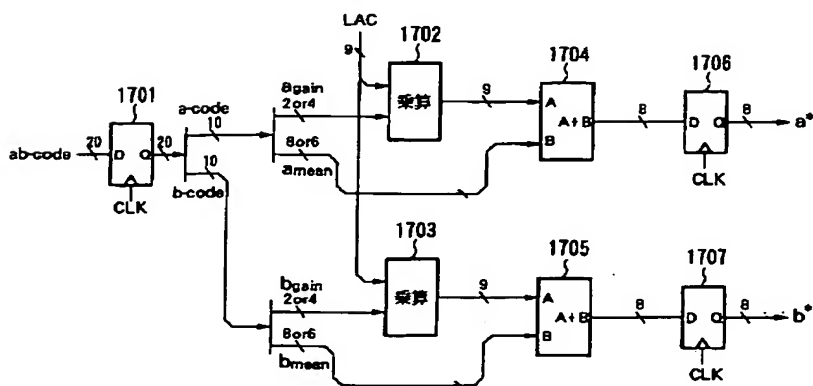 LAC
9
1702
乗算
1704
1706
1701
ab-code
20
D
Q
20
CLK
a-code
10
10
b-code
again
2or4
8or6
amean
9
A
A+B
B
8
D
Q
8
a*
CLK
1703
乗算
1705
1707
bgain
2or4
8or6
bmean
9
A
A+B
B
8
D
Q
8
b*
CLK